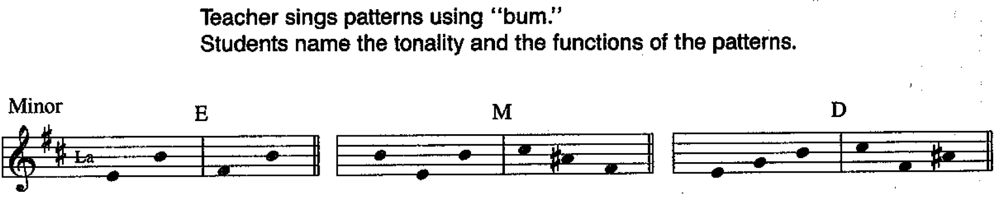 Teacher sings patterns using “bum.”
Students name the tonality and the functions of the patterns.
Minor
E
M
D
La